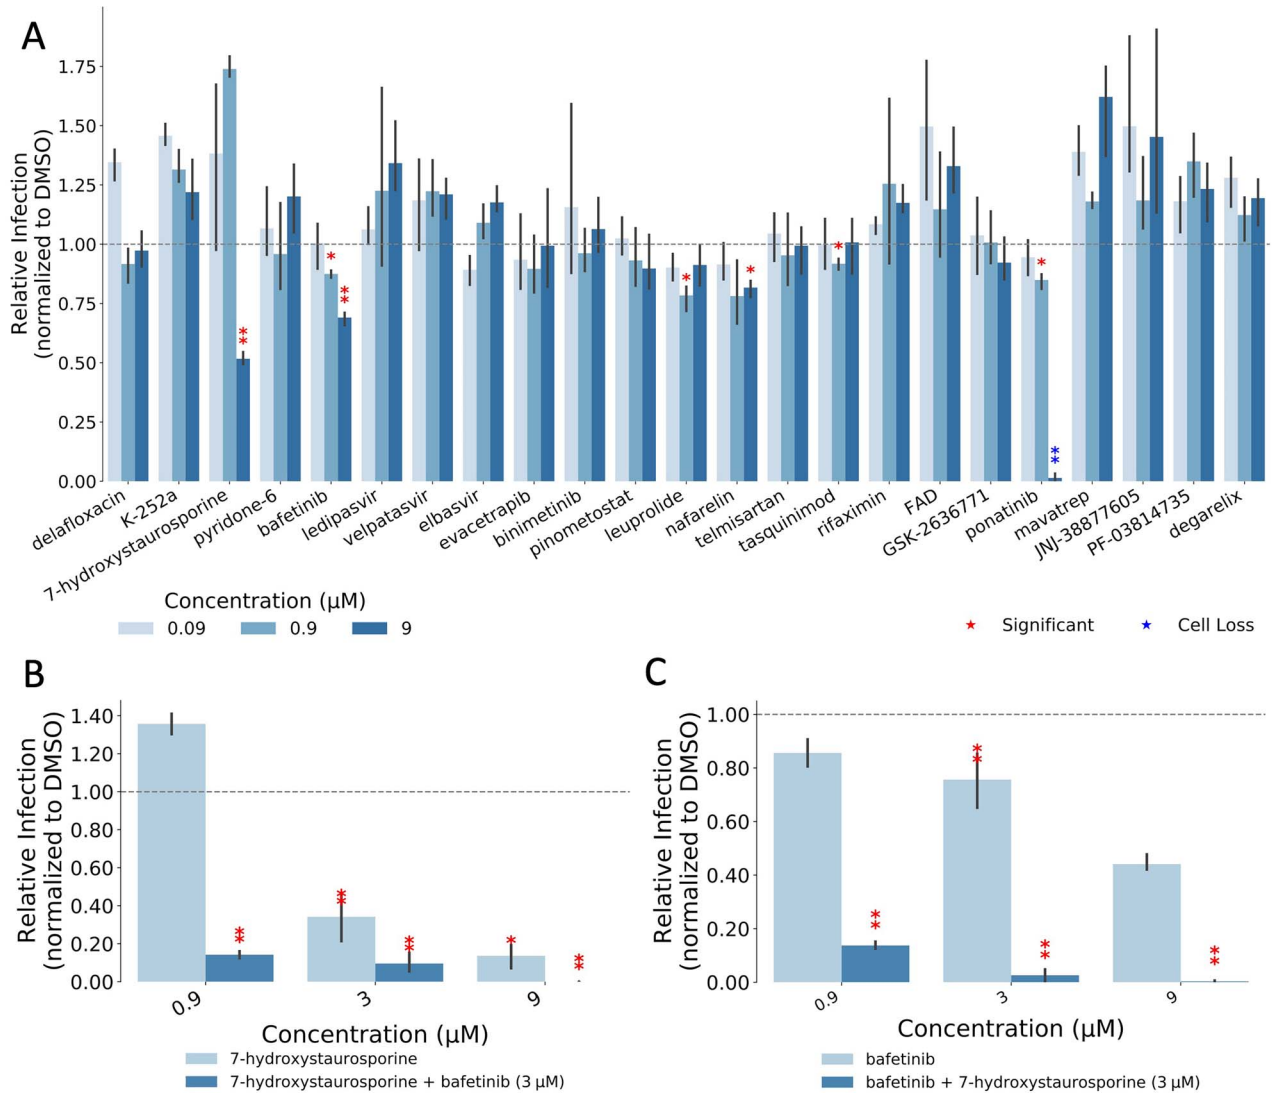 A
Relative Infection
(normalized to DMSO)
1.75
1.50
1.25
1.00
0.75
0.50
0.25
0.00
delafloxacin
K-252a
7-hydroxystaurosporine
pyridone-6
bafetinib
ledipasvir
velpatasvir
elbasvir
evacetrapib
binimetinib
pinometostat
leuprolide
nafarelin
telmisartan
tasquinimod
rifaximin
FAD
GSK-2636771
ponatinib
mavatrep
JNJ-38877605
PF-03814735
degarelix
Concentration (μM)
0.09 0.9 9
Significant Cell Loss
B
Relative Infection
(normalized to DMSO)
1.40
1.20
1.00
0.80
0.60
0.40
0.20
0.00
0.9 3 9
Concentration (μM)
7-hydroxystaurosporine
7-hydroxystaurosporine + bafetinib (3 μM)
C
Relative Infection
(normalized to DMSO)
1.00
0.80
0.60
0.40
0.20
0.00
0.9 3 9
Concentration (μM)
bafetinib
bafetinib + 7-hydroxystaurosporine (3 μM)